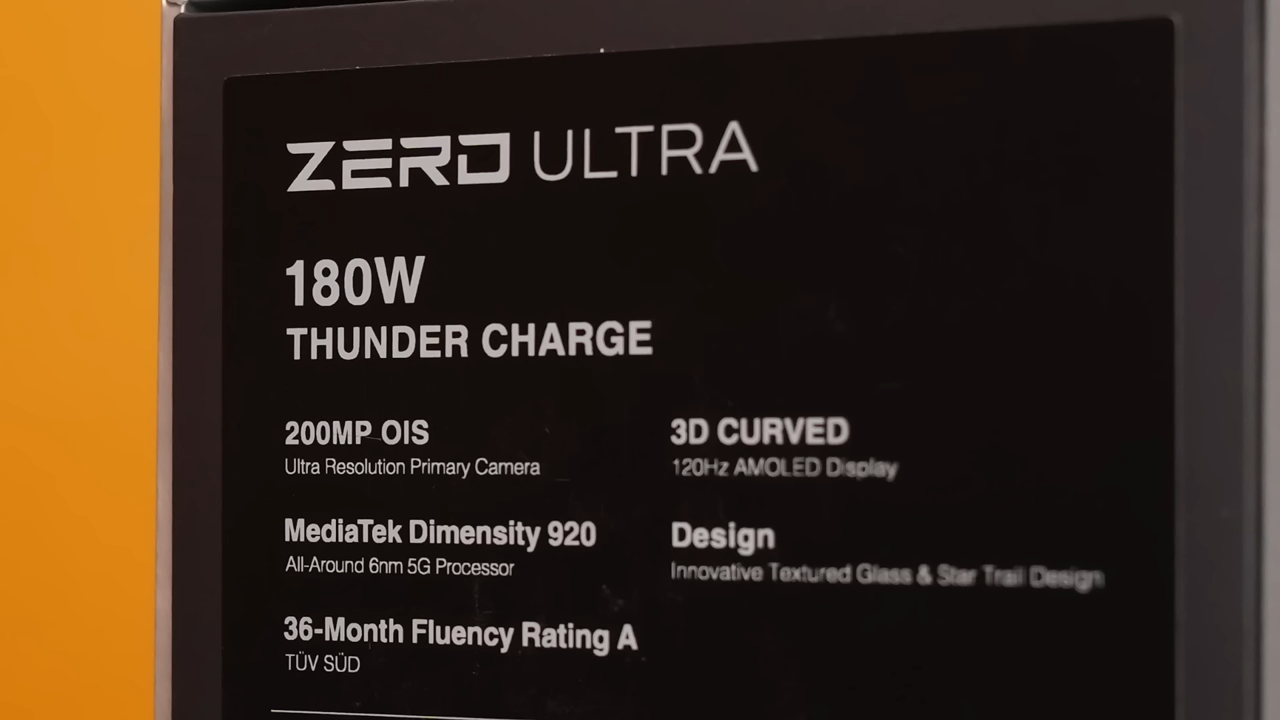 ZERO ULTRA
180W
THUNDER CHARGE
200MP OIS
Ultra Resolution Primary Camera
3D CURVED
120Hz AMOLED Display
MediaTek Dimensity 920
All-Around 6nm 5G Processor
Design
Innovative Textured Glass & Star Trail Design
36-Month Fluency Rating A
TÜV SÜD